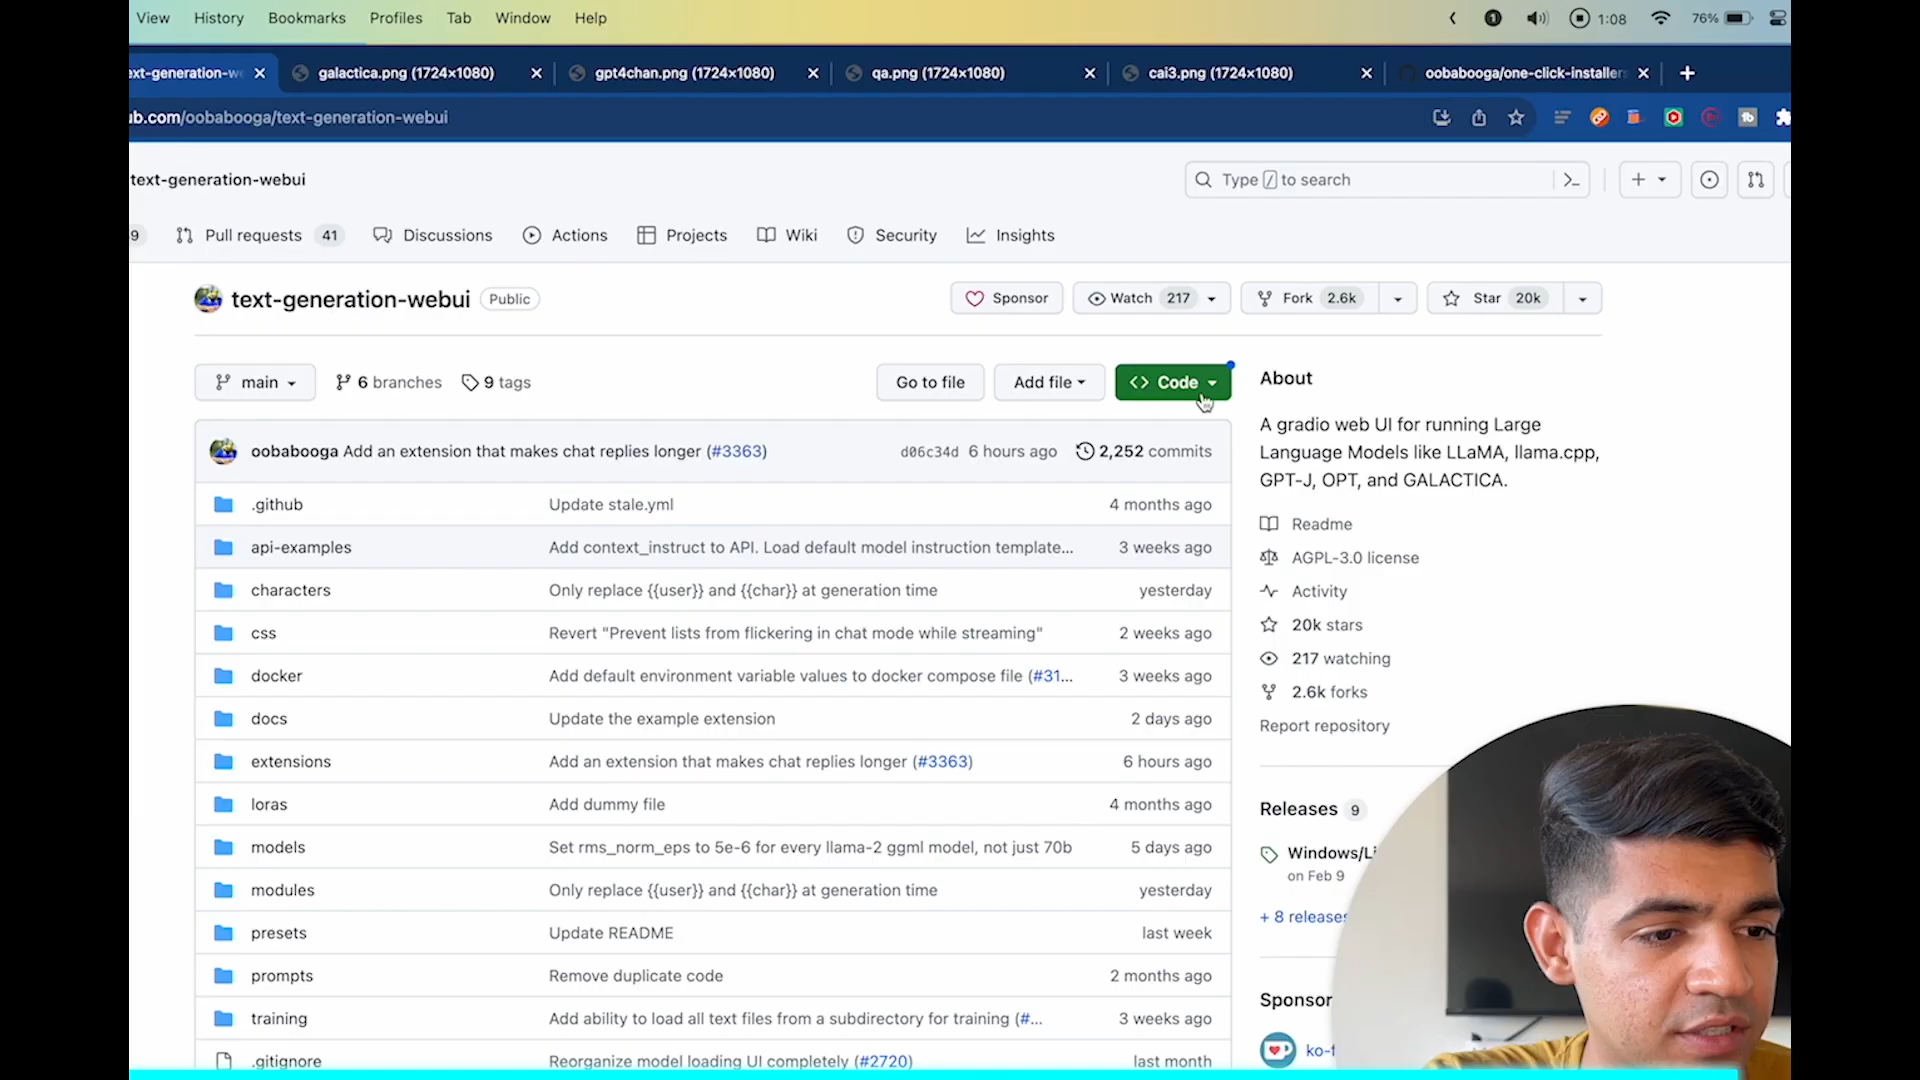 View History Bookmarks Profiles Tab Window Help 1 1:08 76%
ext-generation-w galactica.png (1724×1080) gpt4chan.png (1724×1080) qa.png (1724×1080) cai3.png (1724×1080) oobabooga/one-click-installer
ub.com/oobabooga/text-generation-webui
text-generation-webui Type / to search
9 Pull requests 41 Discussions Actions Projects Wiki Security Insights
text-generation-webui Public Sponsor Watch 217 Fork 2.6k Star 20k
main 6 branches 9 tags Go to file Add file <> Code
oobabooga Add an extension that makes chat replies longer (#3363) d06c34d 6 hours ago 2,252 commits
.github Update stale.yml 4 months ago
api-examples Add context_instruct to API. Load default model instruction template... 3 weeks ago
characters Only replace {{user}} and {{char}} at generation time yesterday
css Revert "Prevent lists from flickering in chat mode while streaming" 2 weeks ago
docker Add default environment variable values to docker compose file (#31... 3 weeks ago
docs Update the example extension 2 days ago
extensions Add an extension that makes chat replies longer (#3363) 6 hours ago
loras Add dummy file 4 months ago
models Set rms_norm_eps to 5e-6 for every llama-2 ggml model, not just 70b 5 days ago
modules Only replace {{user}} and {{char}} at generation time yesterday
presets Update README last week
prompts Remove duplicate code 2 months ago
training Add ability to load all text files from a subdirectory for training (#... 3 weeks ago
.gitignore Reorganize model loading UI completely (#2720) last month
About
A gradio web UI for running Large
Language Models like LLaMA, llama.cpp,
GPT-J, OPT, and GALACTICA.
Readme
AGPL-3.0 license
Activity
20k stars
217 watching
2.6k forks
Report repository
Releases 9
Windows/Li
on Feb 9
+ 8 releases
Sponsor
ko-f